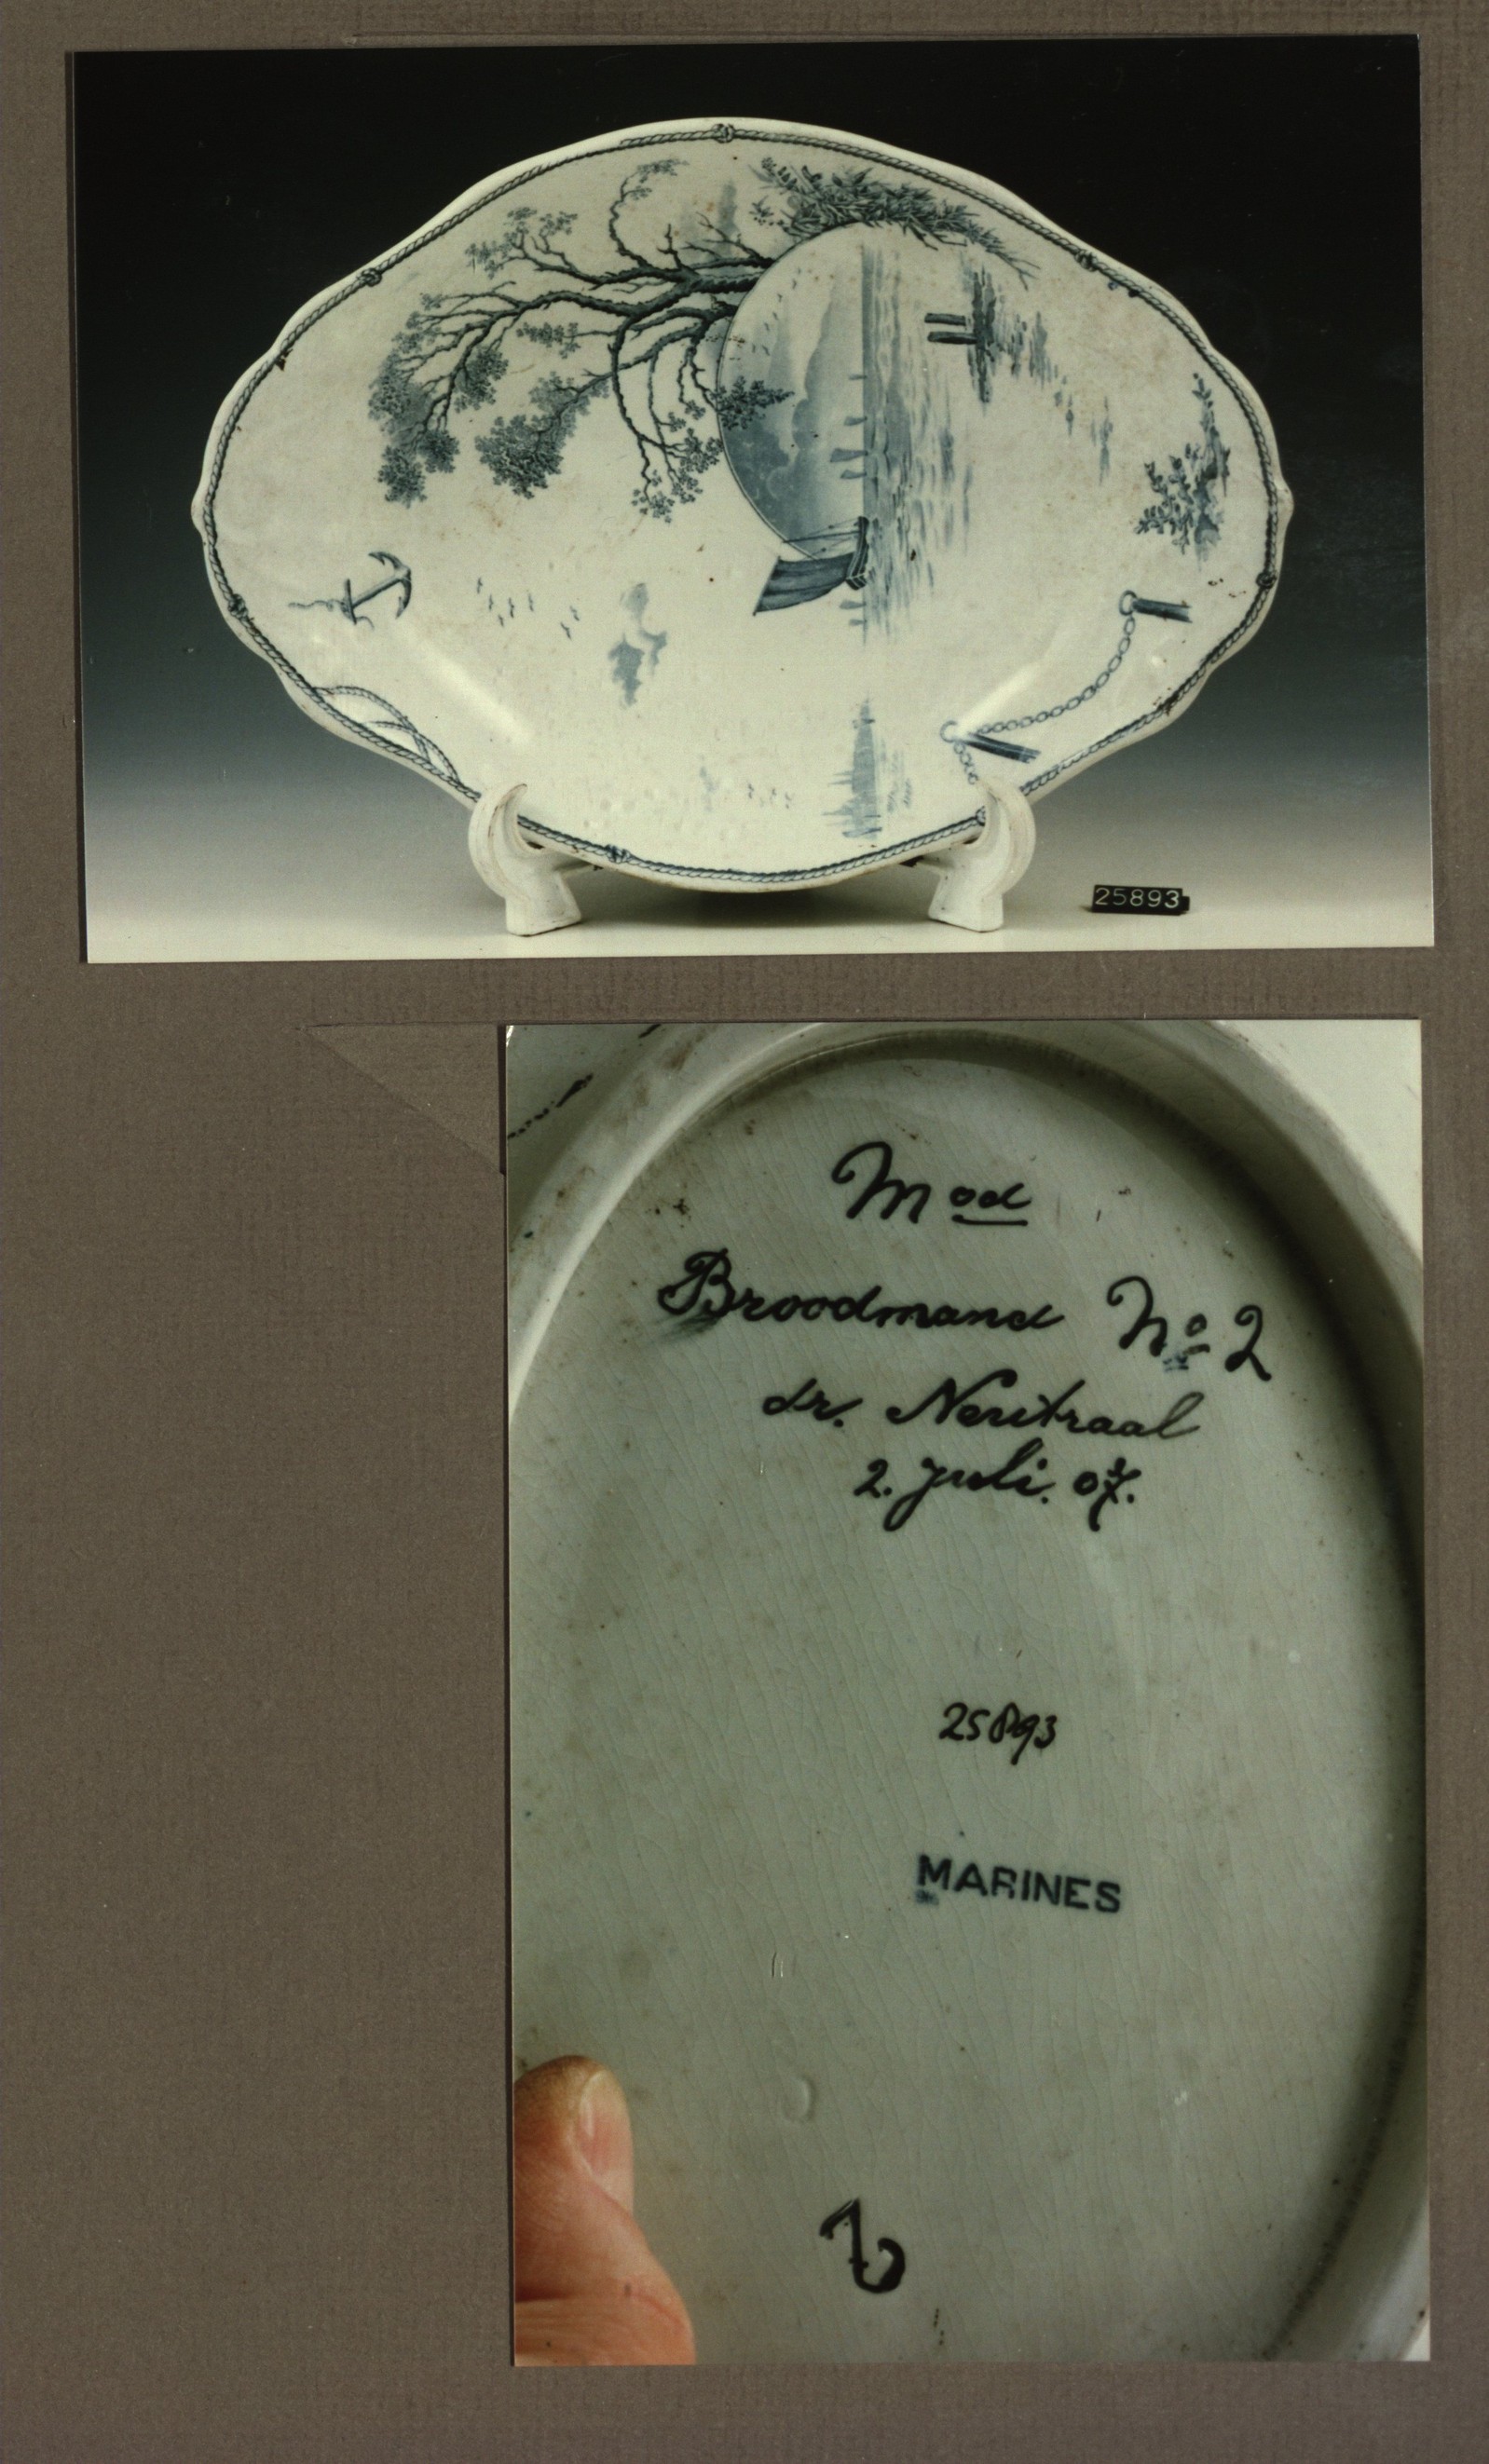 25893
Mod
Broodmand No 2
dr. Neutraal
2. Juli. 07.
25893
MARINES